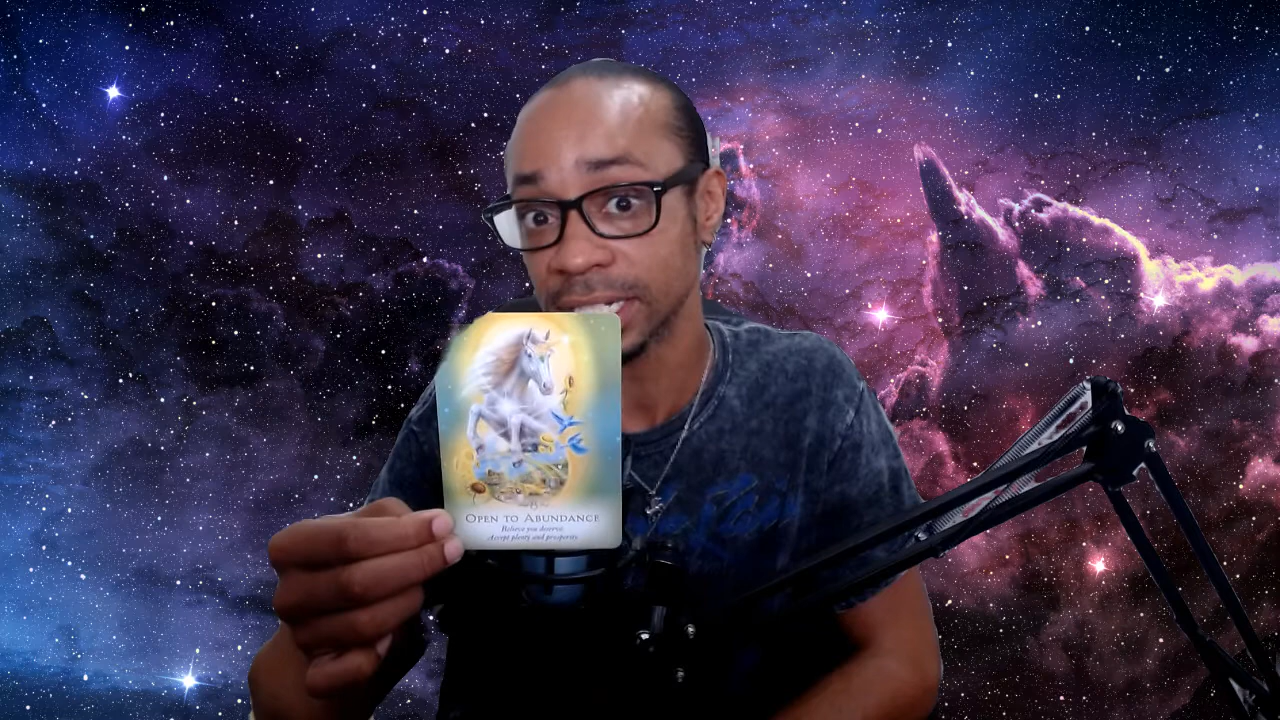 Open to Abundance
Believe you deserve.
Accept plenty and prosperity.